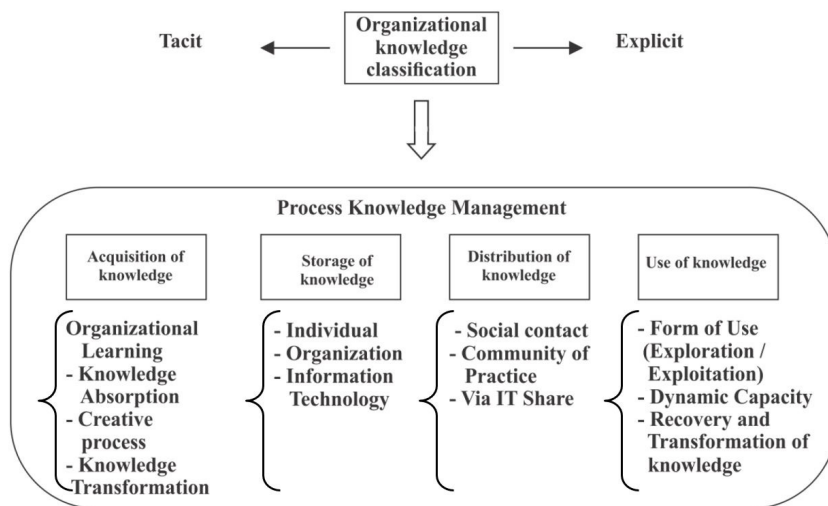 Tacit
Organizational
knowledge
classification
Explicit
Process Knowledge Management
Acquisition of
knowledge
Storage of
knowledge
Distribution of
knowledge
Use of knowledge
Organizational
Learning
- Knowledge
Absorption
- Creative
process
- Knowledge
Transformation
- Individual
- Organization
- Information
Technology
- Social contact
- Community of
Practice
- Via IT Share
- Form of Use
(Exploration /
Exploitation)
- Dynamic Capacity
- Recovery and
Transformation of
knowledge